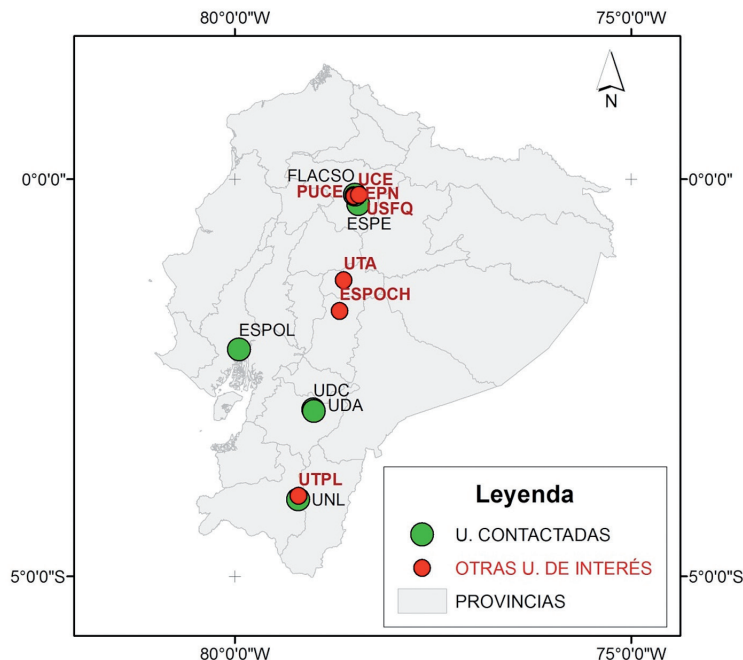 80°0'0"W
75°0'0"W
N
0°0'0"
0°0'0"
FLACSO
UCE
PUCE
EPN
USFQ
ESPE
UTA
ESPOCH
ESPOL
UDC
UDA
UTPL
UNL
Leyenda
U. CONTACTADAS
OTRAS U. DE INTERÉS
PROVINCIAS
5°0'0"S
5°0'0"S
80°0'0"W
75°0'0"W